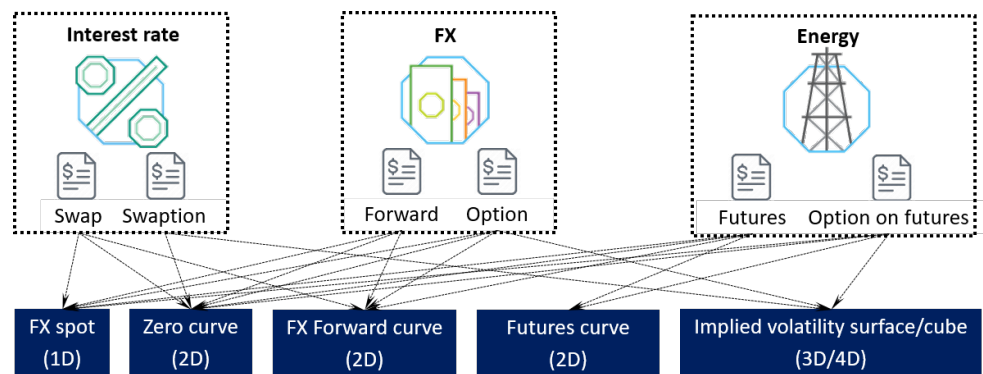 Interest rate
FX
Energy
$
$
$
$
$
$
Swap
Swaption
Forward
Option
Futures
Option on futures
FX spot
(1D)
Zero curve
(2D)
FX Forward curve
(2D)
Futures curve
(2D)
Implied volatility surface/cube
(3D/4D)